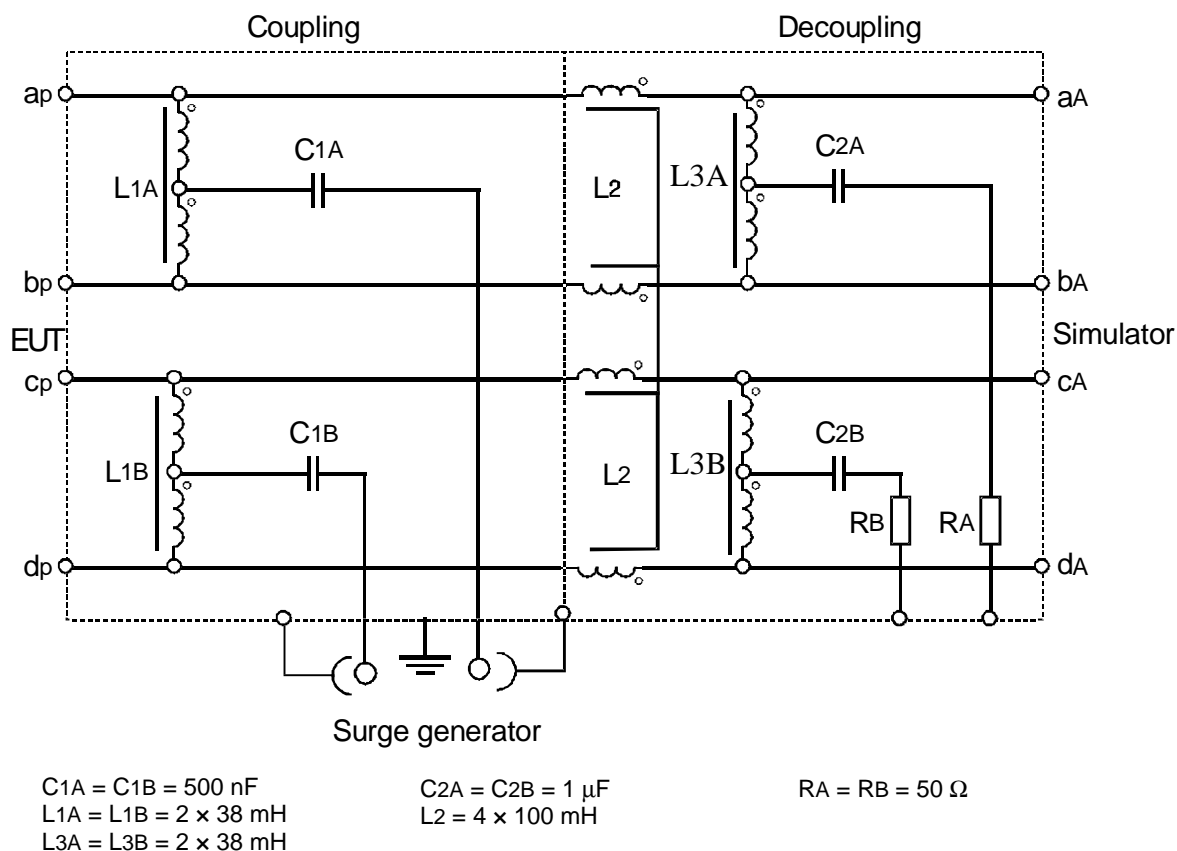 Coupling Decoupling
aP aA
C1A C2A
L1A L2 L3A
bP bA
EUT Simulator
cP cA
C1B C2B
L1B L2 L3B
RB RA
dP dA
Surge generator
C1A = C1B = 500 nF C2A = C2B = 1 μF RA = RB = 50 Ω
L1A = L1B = 2 × 38 mH L2 = 4 × 100 mH
L3A = L3B = 2 × 38 mH